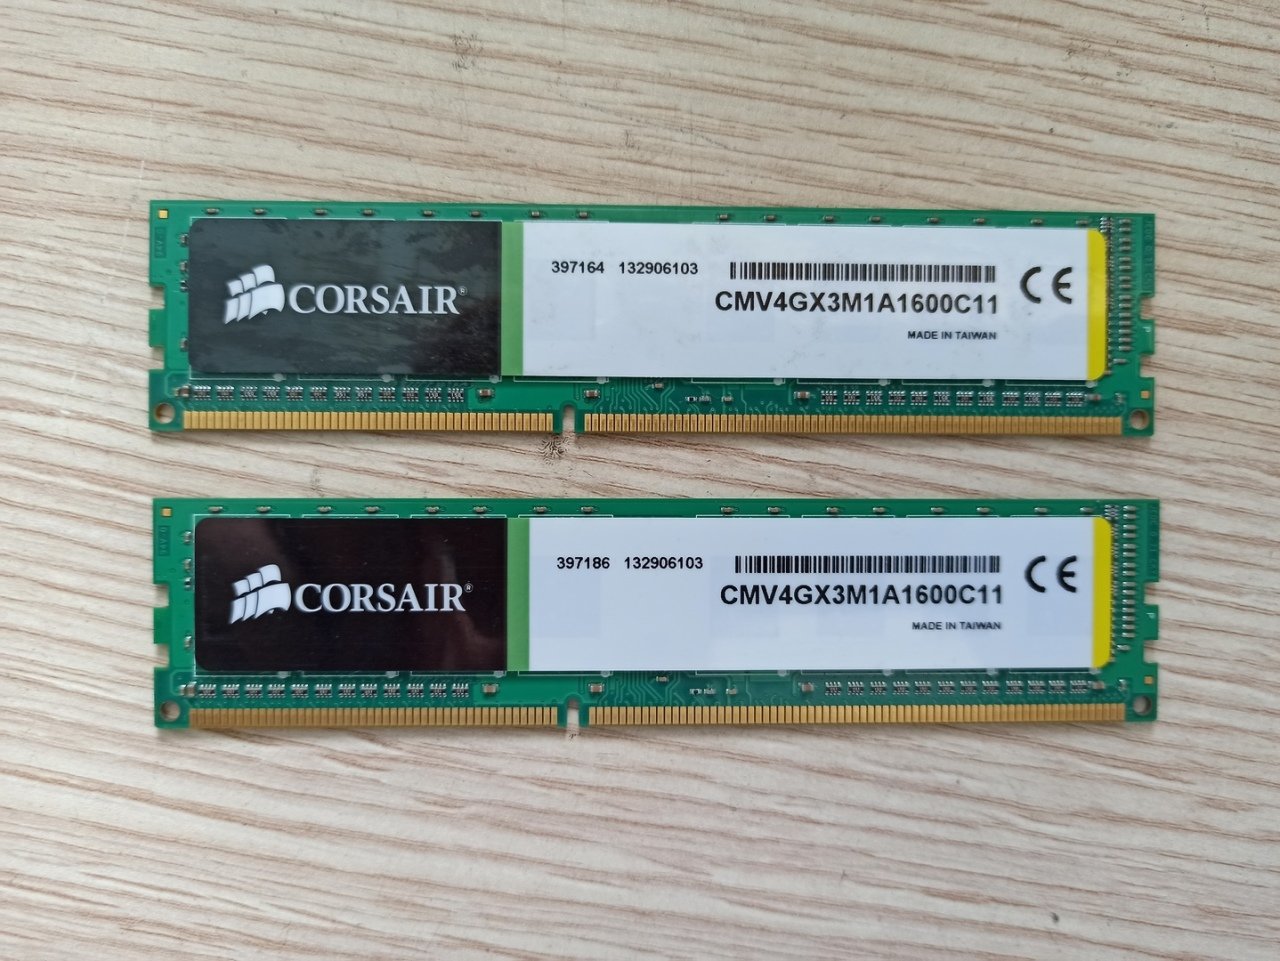 CORSAIR®
397164 132906103
CMV4GX3M1A1600C11
MADE IN TAIWAN
CE
CORSAIR®
397186 132906103
CMV4GX3M1A1600C11
MADE IN TAIWAN
CE